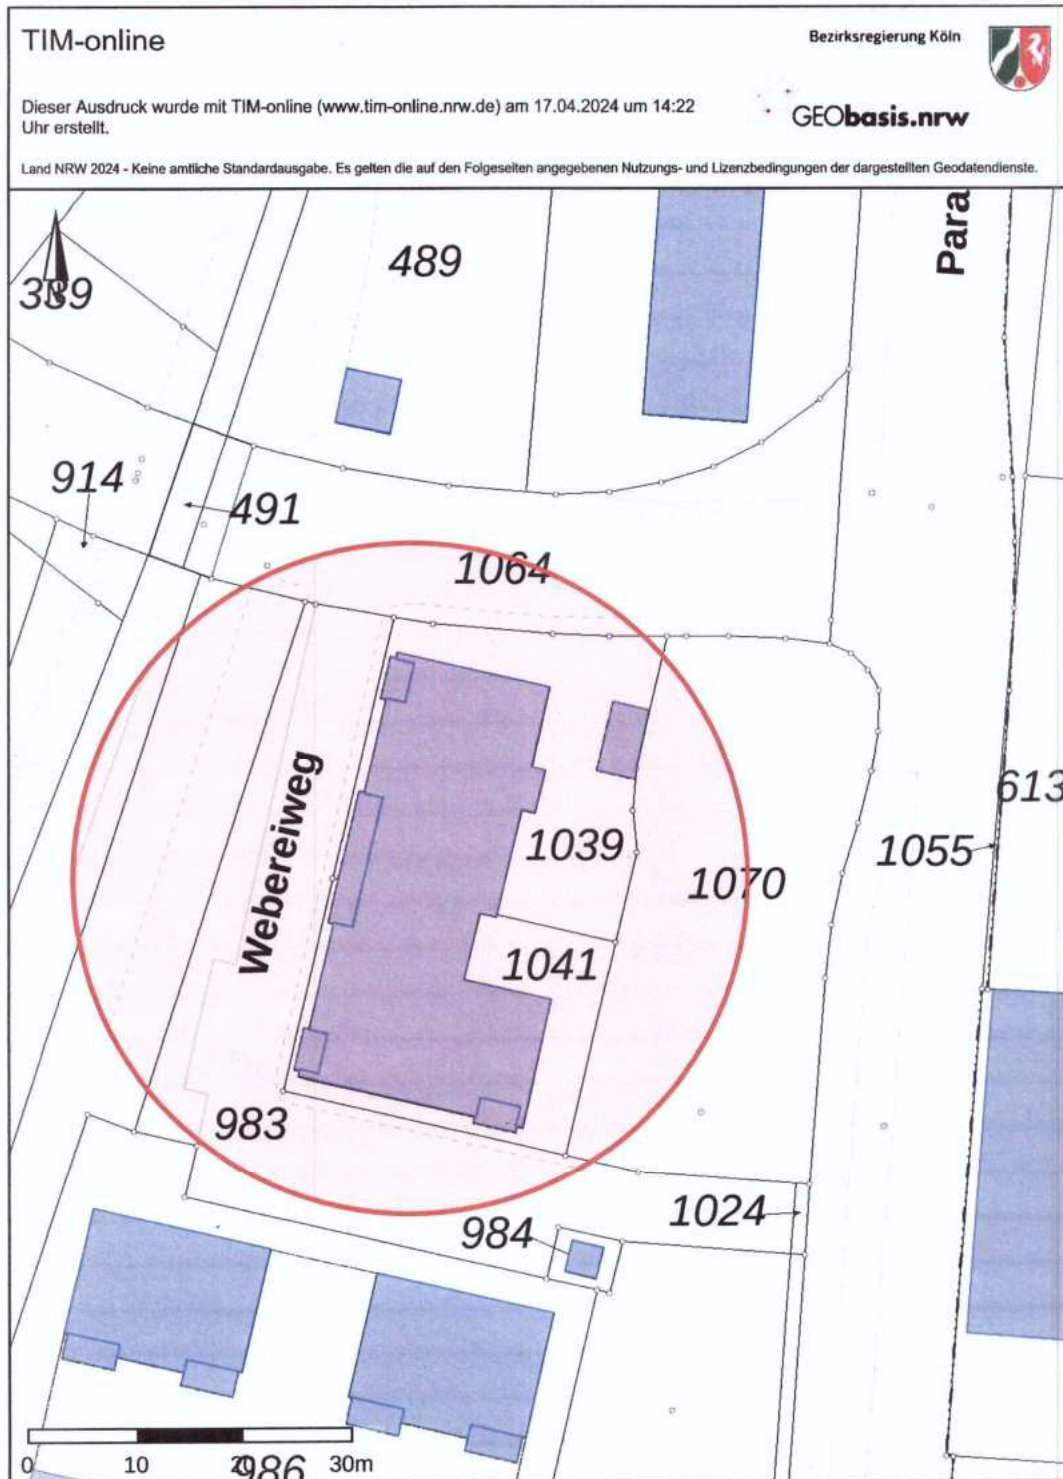 TIM-online
Bezirksregierung Köln
Dieser Ausdruck wurde mit TIM-online (www.tim-online.nrw.de) am 17.04.2024 um 14:22
Uhr erstellt.
GEObasis.nrw
Land NRW 2024 - Keine amtliche Standardausgabe. Es gelten die auf den Folgeseiten angegebenen Nutzungs- und Lizenzbedingungen der dargestellten Geodatendienste.
Para
489
339
N
914
491
1064
Webereiweg
613
1039
1055
1070
1041
983
1024
984
0 10 20 30m
986